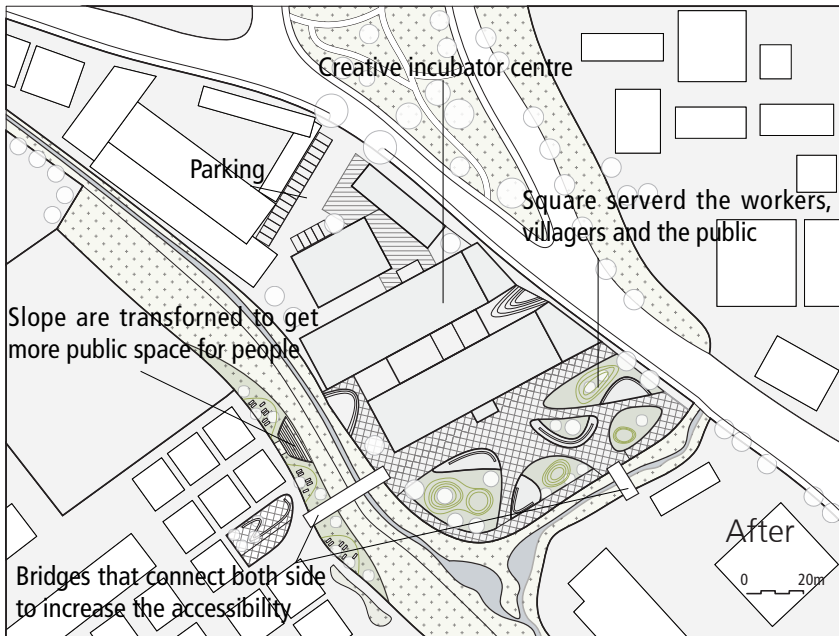 Creative incubator centre
Parking
Square serverd the workers,
villagers and the public
Slope are transforned to get
more public space for people
After
0 20m
Bridges that connect both side
to increase the accessibility